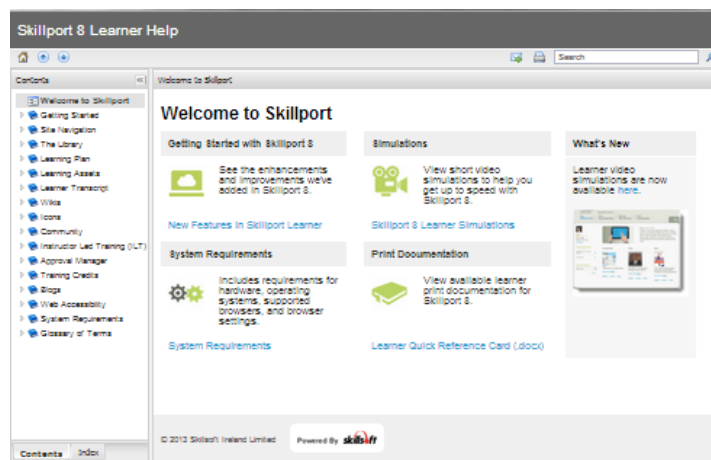 Skillport 8 Learner Help
Search
Contents
Welcome to Skillport
Welcome to Skillport
Getting Started
Site Navigation
The Library
Learning Plan
Learning Assets
Learner Transcript
Wikis
Icons
Community
Instructor Led Training (ILT)
Approval Manager
Training Credits
Blogs
Web Accessibility
System Requirements
Glossary of Terms
Contents
Index
Welcome to Skillport
Getting Started with Skillport 8
See the enhancements
and improvements we've
added in Skillport 8.
New Features in Skillport Learner
Simulations
View short video
simulations to help you
get up to speed with
Skillport 8.
Skillport 8 Learner Simulations
What's New
Learner video
simulations are now
available here.
System Requirements
Includes requirements for
hardware, operating
systems, supported
browsers, and browser
settings.
System Requirements
Print Documentation
View available learner
print documentation for
Skillport 8.
Learner Quick Reference Card (.docx)
© 2013 Skillsoft Ireland Limited
Powered By skillsoft